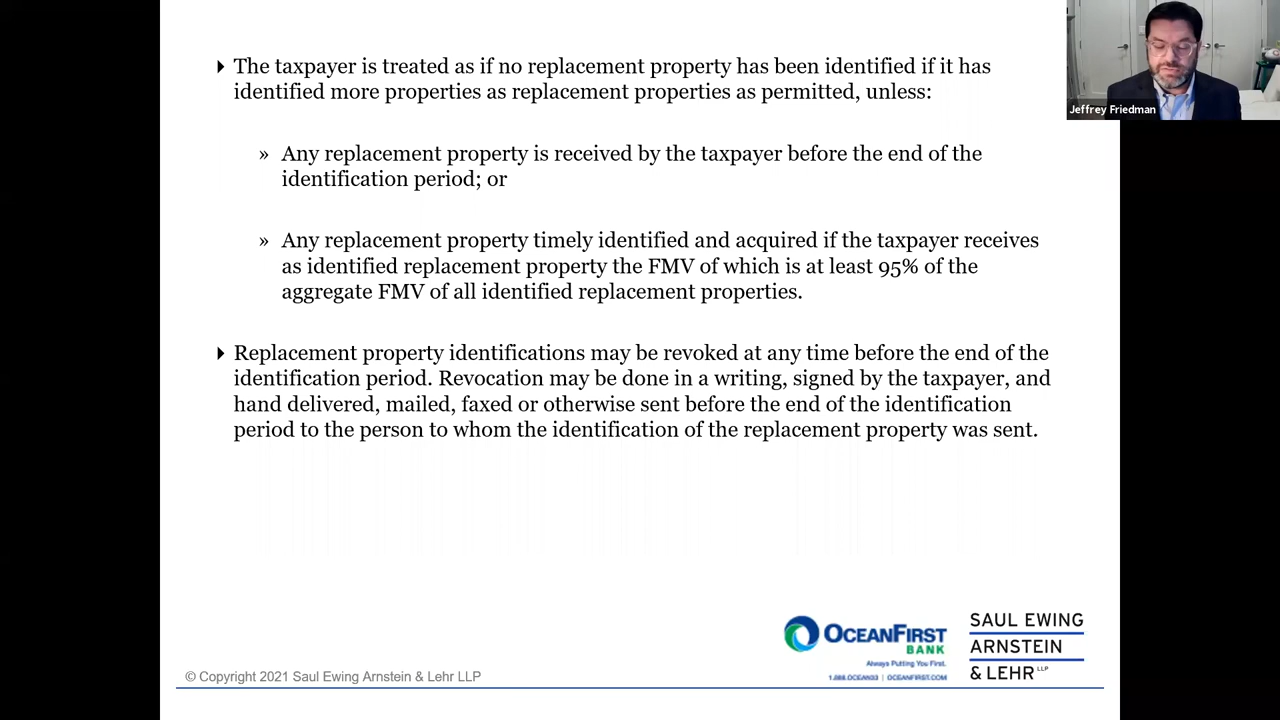 The taxpayer is treated as if no replacement property has been identified if it has
identified more properties as replacement properties as permitted, unless:
» Any replacement property is received by the taxpayer before the end of the
identification period; or
» Any replacement property timely identified and acquired if the taxpayer receives
as identified replacement property the FMV of which is at least 95% of the
aggregate FMV of all identified replacement properties.
Replacement property identifications may be revoked at any time before the end of the
identification period. Revocation may be done in a writing, signed by the taxpayer, and
hand delivered, mailed, faxed or otherwise sent before the end of the identification
period to the person to whom the identification of the replacement property was sent.
Jeffrey Friedman
OCEANFIRST
BANK
Always Putting You First.
1.888.OCEAN33 | OCEANFIRST.COM
SAUL EWING
ARNSTEIN
& LEHR LLP
© Copyright 2021 Saul Ewing Arnstein & Lehr LLP